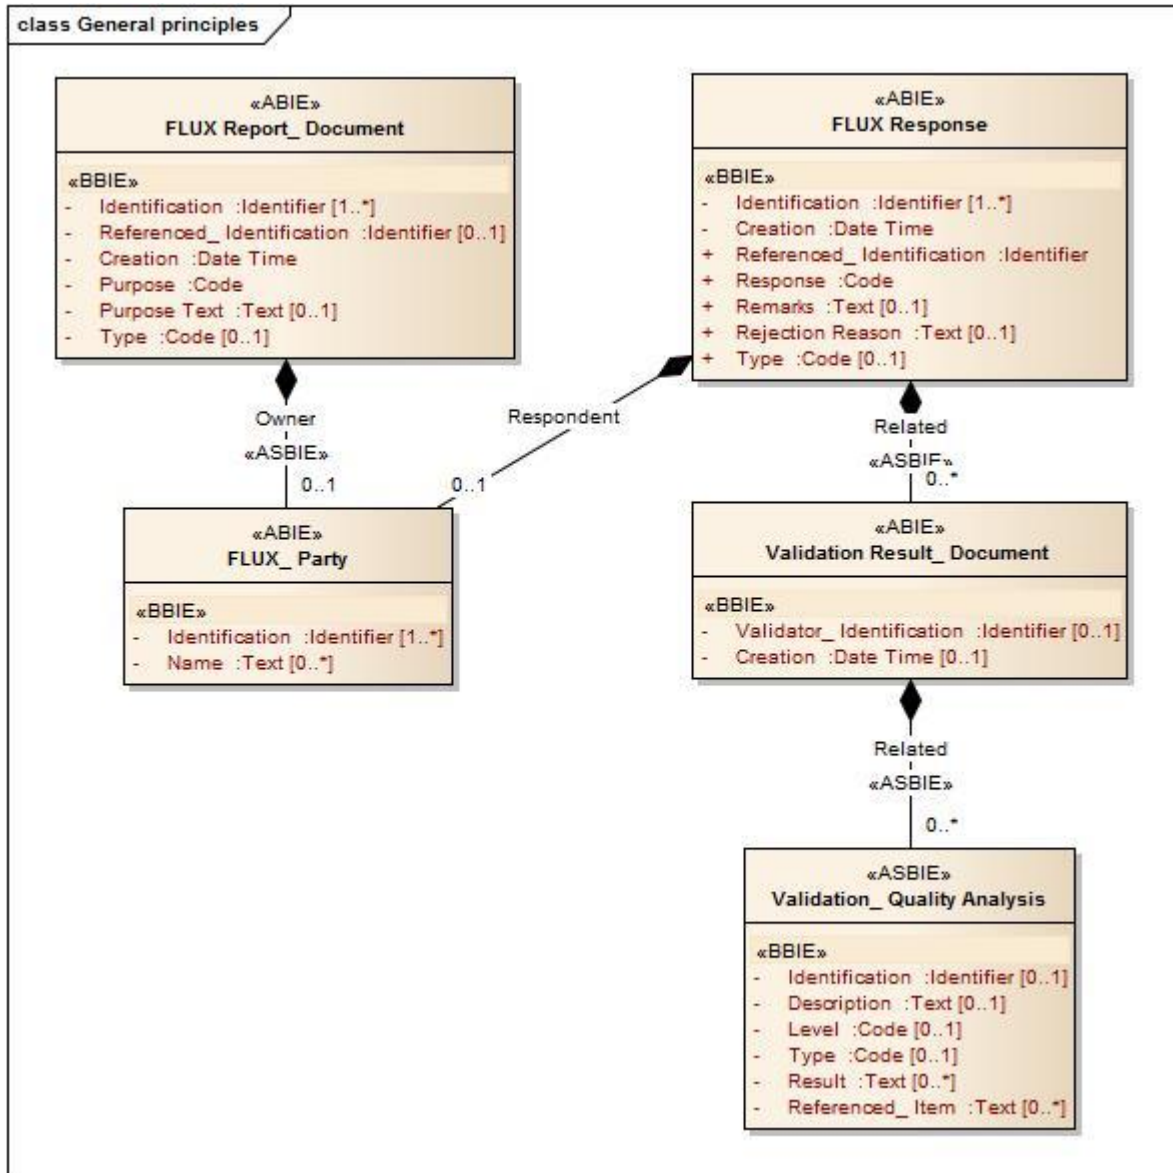 class General principles
«ABIE»
FLUX Report_ Document
«BBIE»
- Identification :Identifier [1..*]
- Referenced_ Identification :Identifier [0..1]
- Creation :Date Time
- Purpose :Code
- Purpose Text :Text [0..1]
- Type :Code [0..1]
«ABIE»
FLUX Response
«BBIE»
- Identification :Identifier [1..*]
- Creation :Date Time
+ Referenced_ Identification :Identifier
+ Response :Code
+ Remarks :Text [0..1]
+ Rejection Reason :Text [0..1]
+ Type :Code [0..1]
Owner
«ASBIE»
0..1
Respondent
0..1
Related
«ASBIE»
0..*
«ABIE»
FLUX_ Party
«BBIE»
- Identification :Identifier [1..*]
- Name :Text [0..*]
«ABIE»
Validation Result_ Document
«BBIE»
- Validator_ Identification :Identifier [0..1]
- Creation :Date Time [0..1]
Related
«ASBIE»
0..*
«ASBIE»
Validation_ Quality Analysis
«BBIE»
- Identification :Identifier [0..1]
- Description :Text [0..1]
- Level :Code [0..1]
- Type :Code [0..1]
- Result :Text [0..*]
- Referenced_ Item :Text [0..*]